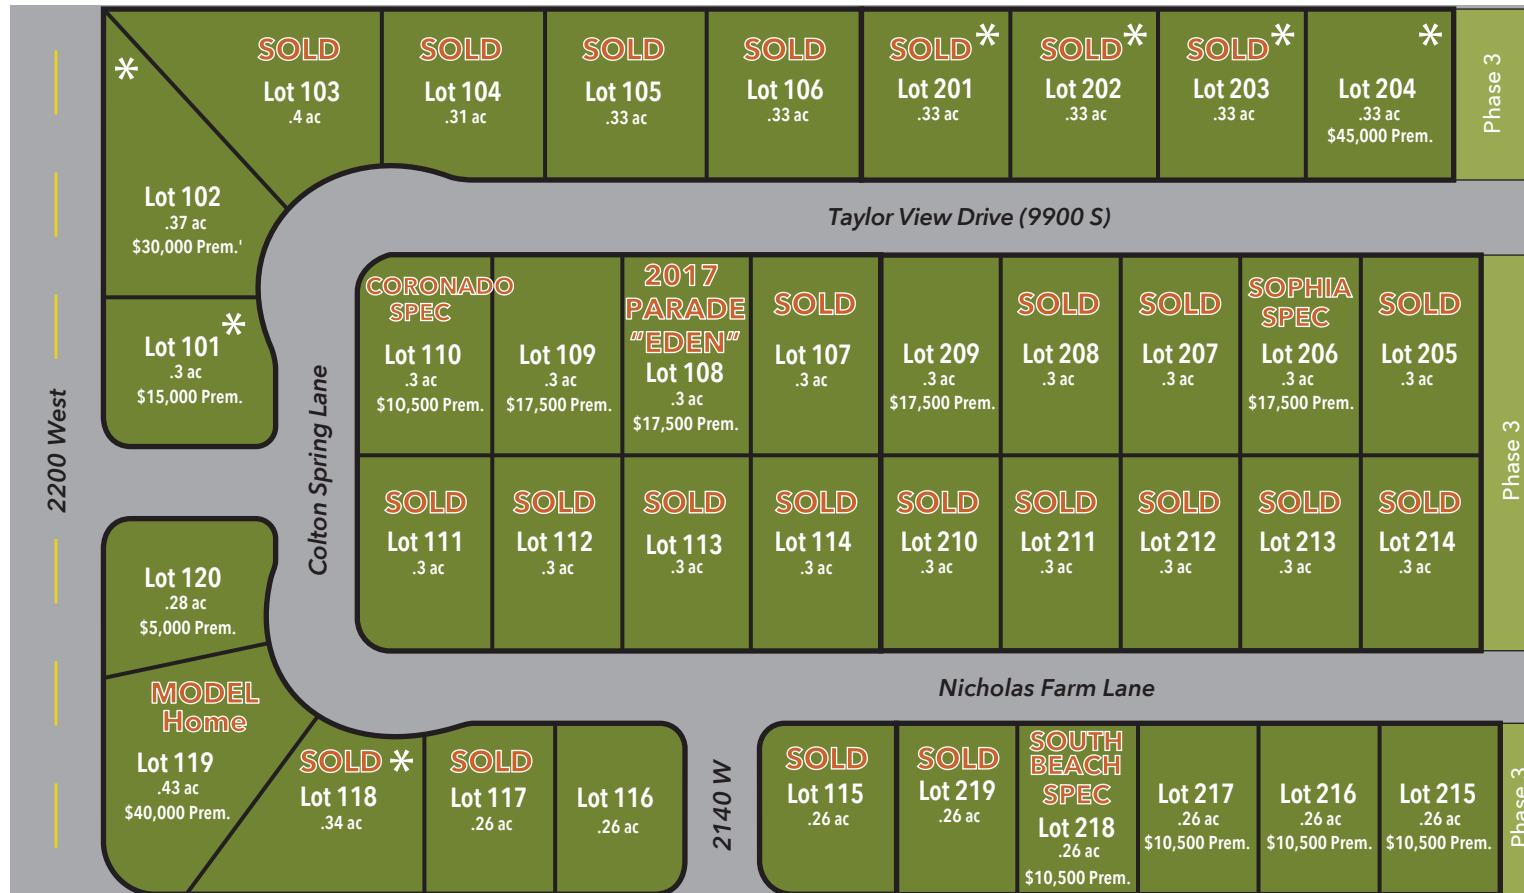 *
SOLD
Lot 103
.4 ac
SOLD
Lot 104
.31 ac
SOLD
Lot 105
.33 ac
SOLD
Lot 106
.33 ac
SOLD *
Lot 201
.33 ac
SOLD *
Lot 202
.33 ac
SOLD *
Lot 203
.33 ac
*
Lot 204
.33 ac
$45,000 Prem.
Phase 3
Lot 102
.37 ac
$30,000 Prem.'
Taylor View Drive (9900 S)
*
Lot 101
.3 ac
$15,000 Prem.
2200 West
Colton Spring Lane
CORONADO
SPEC
Lot 110
.3 ac
$10,500 Prem.
Lot 109
.3 ac
$17,500 Prem.
2017
PARADE
“EDEN”
Lot 108
.3 ac
$17,500 Prem.
SOLD
Lot 107
.3 ac
Lot 209
.3 ac
$17,500 Prem.
SOLD
Lot 208
.3 ac
SOLD
Lot 207
.3 ac
SOPHIA
SPEC
Lot 206
.3 ac
$17,500 Prem.
SOLD
Lot 205
.3 ac
Phase 3
SOLD
Lot 111
.3 ac
SOLD
Lot 112
.3 ac
SOLD
Lot 113
.3 ac
SOLD
Lot 114
.3 ac
SOLD
Lot 210
.3 ac
SOLD
Lot 211
.3 ac
SOLD
Lot 212
.3 ac
SOLD
Lot 213
.3 ac
SOLD
Lot 214
.3 ac
Lot 120
.28 ac
$5,000 Prem.
Nicholas Farm Lane
MODEL
Home
Lot 119
.43 ac
$40,000 Prem.
SOLD *
Lot 118
.34 ac
SOLD
Lot 117
.26 ac
Lot 116
.26 ac
2140 W
SOLD
Lot 115
.26 ac
SOLD
Lot 219
.26 ac
SOUTH
BEACH
SPEC
Lot 218
.26 ac
$10,500 Prem.
Lot 217
.26 ac
$10,500 Prem.
Lot 216
.26 ac
$10,500 Prem.
Lot 215
.26 ac
$10,500 Prem.
Phase 3